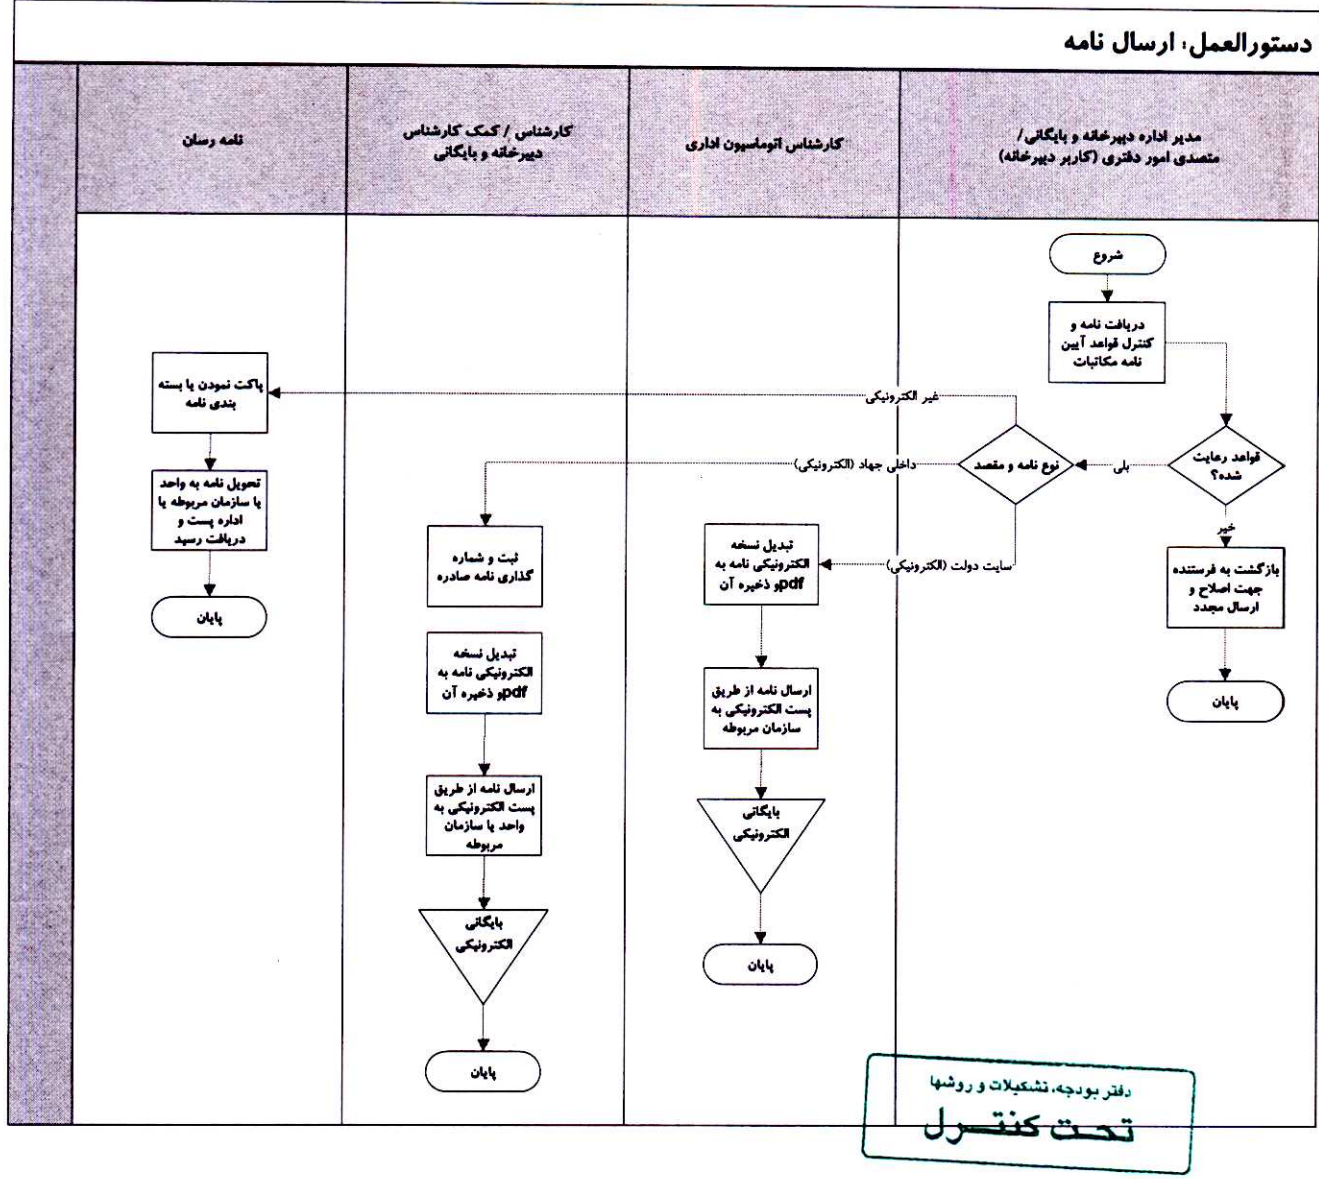 دستورالعمل: ارسال نامه
مدیر اداره دبیرخانه و بایگانی/
متصدی امور دفتری (کاربر دبیرخانه)
کارشناس اتوماسیون اداری
کارشناس / کمک کارشناس
دبیرخانه و بایگانی
نامه رسان
شروع
دریافت نامه و
کنترل قواعد آیین
نامه مکاتبات
قواعد رعایت
شده؟
بلی
خیر
بازگشت به فرستنده
جهت اصلاح و
ارسال مجدد
پایان
نوع نامه و مقصد
غیر الکترونیکی
داخلی جهاد (الکترونیکی)
سایت دولت (الکترونیکی)
تبدیل نسخه
الکترونیکی نامه به
pdfو ذخیره آن
ارسال نامه از طریق
پست الکترونیکی به
سازمان مربوطه
بایگانی
الکترونیکی
پایان
ثبت و شماره
گذاری نامه صادره
تبدیل نسخه
الکترونیکی نامه به
pdfو ذخیره آن
ارسال نامه از طریق
پست الکترونیکی به
واحد یا سازمان
مربوطه
بایگانی
الکترونیکی
پایان
پاکت نمودن یا بسته
بندی نامه
تحویل نامه به واحد
یا سازمان مربوطه یا
اداره پست و
دریافت رسید
پایان
دفتر بودجه، تشکیلات و روشها
تحت کنترل